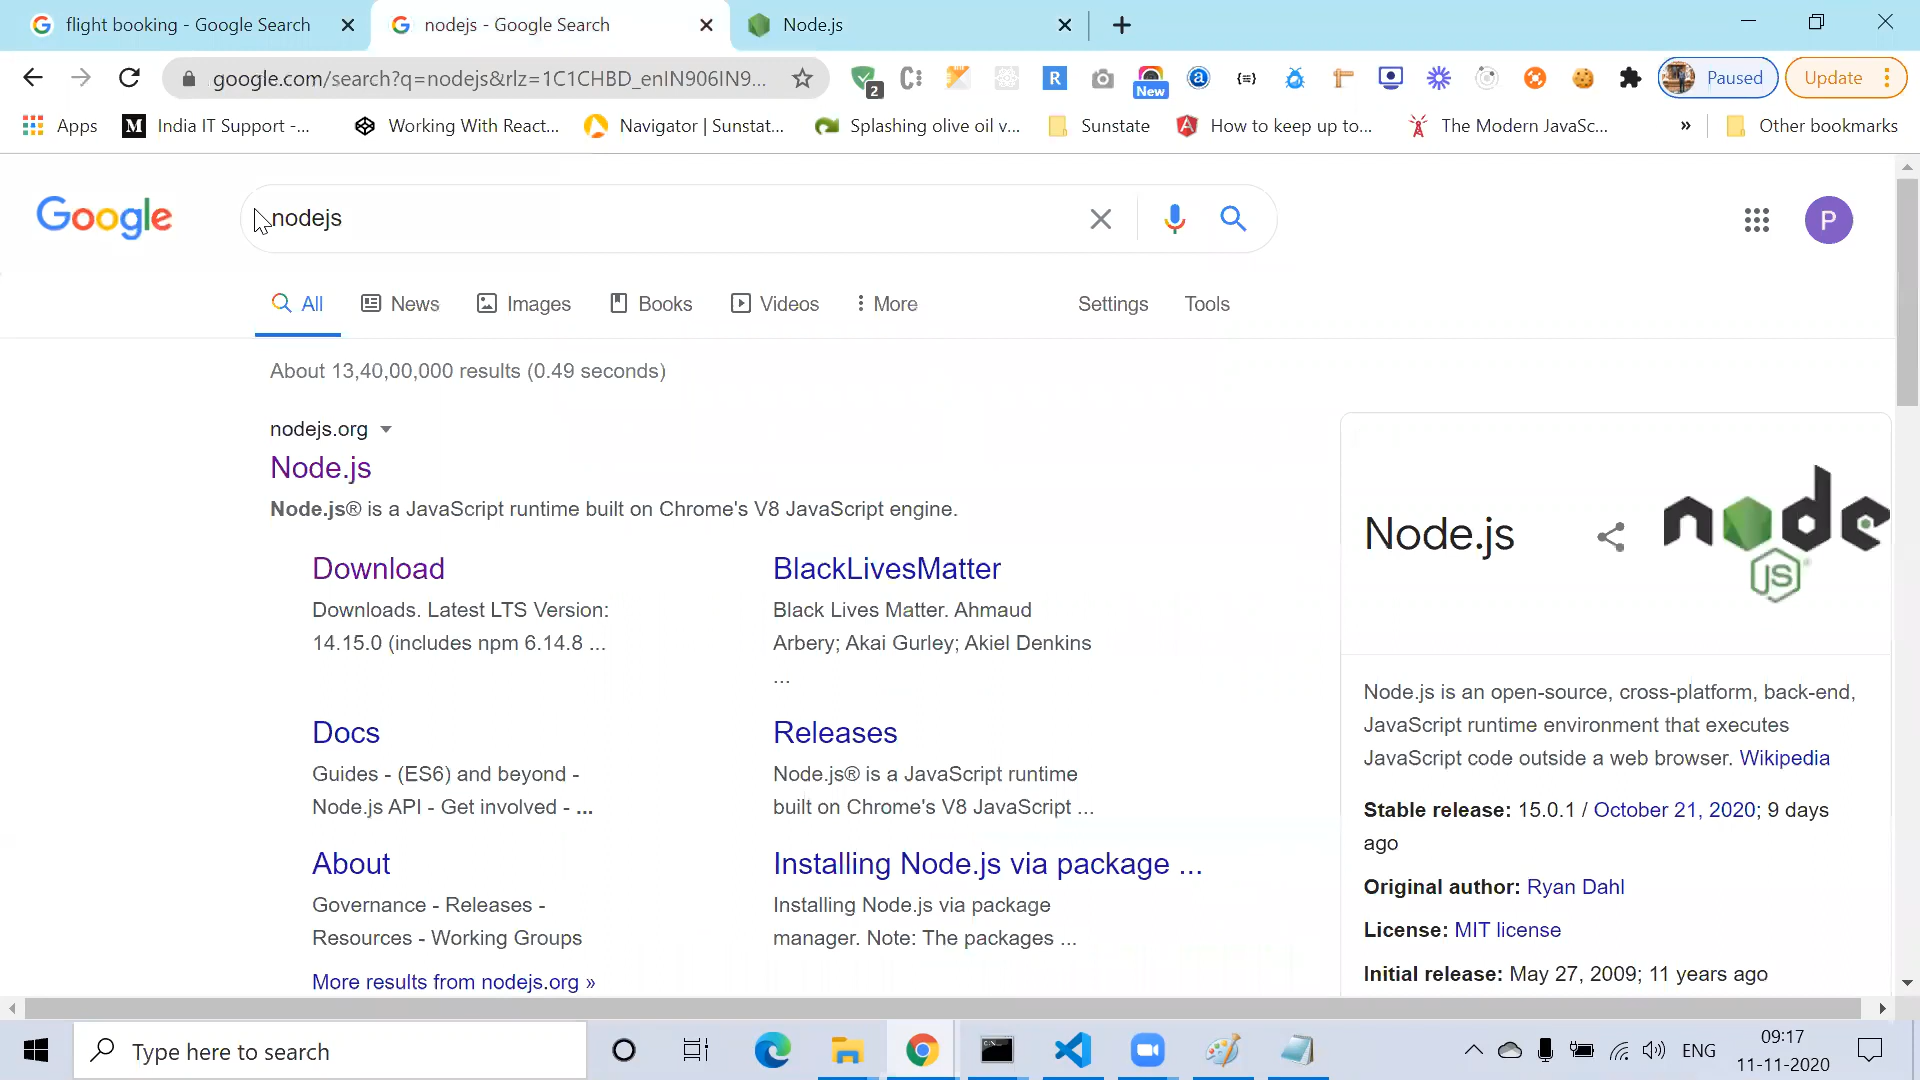 flight booking - Google Search
nodejs - Google Search
Node.js
google.com/search?q=nodejs&rlz=1C1CHBD_enIN906IN9...
2
R
New
a
Paused
Update
Apps
M
India IT Support -...
Working With React...
Navigator | Sunstat...
Splashing olive oil v...
Sunstate
How to keep up to...
The Modern JavaSc...
»
Other bookmarks
Google
nodejs
P
All
News
Images
Books
Videos
More
Settings
Tools
About 13,40,00,000 results (0.49 seconds)
nodejs.org
Node.js
Node.js® is a JavaScript runtime built on Chrome's V8 JavaScript engine.
Download
Downloads. Latest LTS Version:
14.15.0 (includes npm 6.14.8 ...
BlackLivesMatter
Black Lives Matter. Ahmaud
Arbery; Akai Gurley; Akiel Denkins
...
Docs
Guides - (ES6) and beyond -
Node.js API - Get involved - ...
Releases
Node.js® is a JavaScript runtime
built on Chrome's V8 JavaScript ...
About
Governance - Releases -
Resources - Working Groups
Installing Node.js via package ...
Installing Node.js via package
manager. Note: The packages ...
More results from nodejs.org »
Node.js
node
JS
Node.js is an open-source, cross-platform, back-end,
JavaScript runtime environment that executes
JavaScript code outside a web browser. Wikipedia
Stable release: 15.0.1 / October 21, 2020; 9 days
ago
Original author: Ryan Dahl
License: MIT license
Initial release: May 27, 2009; 11 years ago
Type here to search
ENG
09:17
11-11-2020